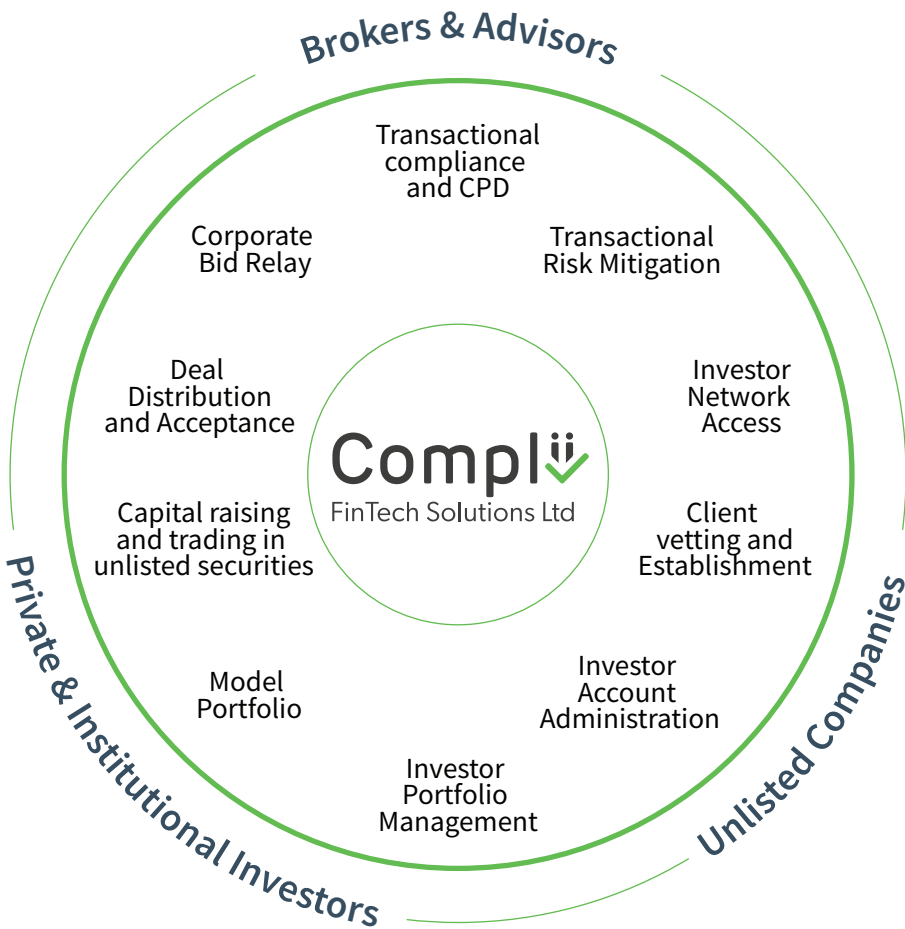 Brokers & Advisors
Transactional
compliance
and CPD
Corporate
Bid Relay
Transactional
Risk Mitigation
Deal
Distribution
and Acceptance
Investor
Network
Access
Complii
FinTech Solutions Ltd
Capital raising
and trading in
unlisted securities
Client
vetting and
Establishment
Model
Portfolio
Investor
Account
Administration
Investor
Portfolio
Management
Private & Institutional Investors
Unlisted Companies